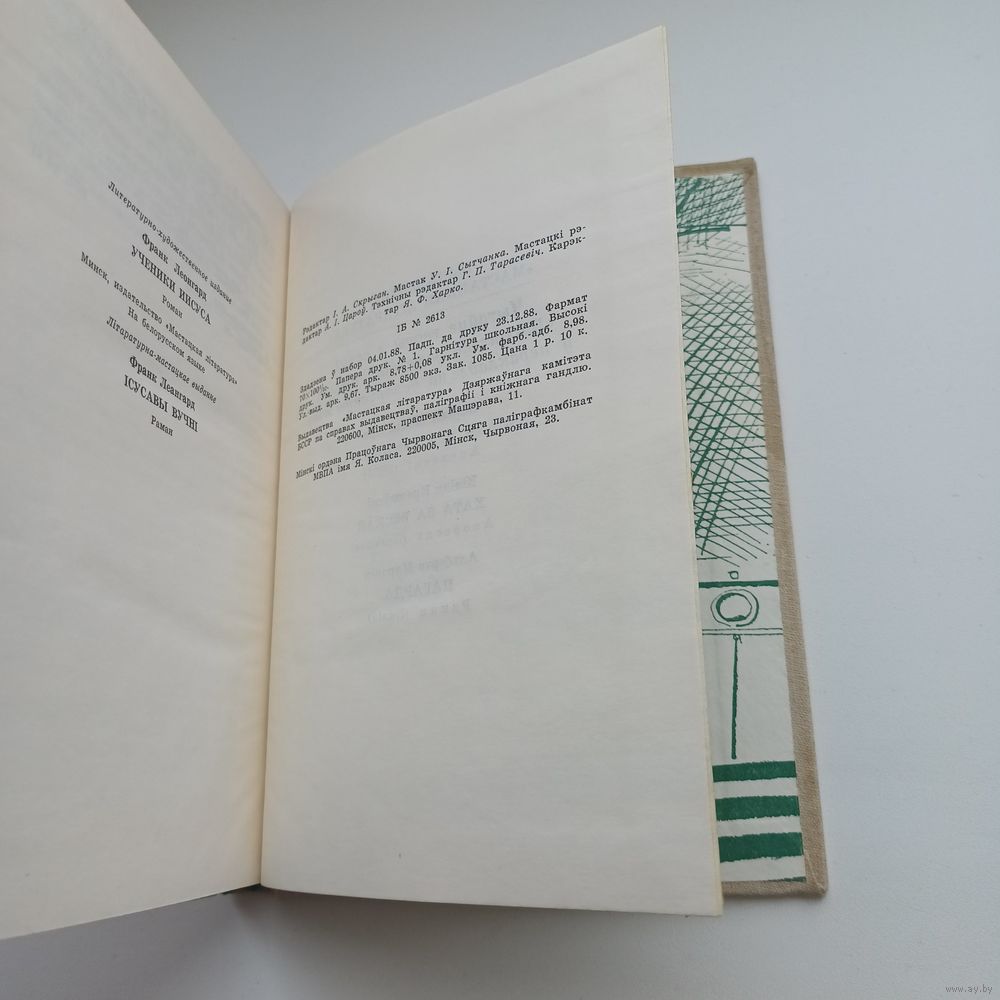 Литературно-художественное издание
Франк Леонгард
УЧЕНИКИ ИИСУСА
Роман
Минск, издательство «Мастацкая літаратура»
На белорусском языке
Літаратурна-мастацкае выданне
Франк Леангард
ІСУСАВЫ ВУЧНІ
Раман
Рэдактар І. А. Скрыган. Мастак У. І. Сытчанка. Мастацкі рэ-
дактар А. І. Цароў. Тэхнічны рэдактар Г. П. Тарасевіч. Карэк-
тар Я. Ф. Харко.
ІБ № 2613
Здадзена ў набор 04.01.88. Падп. да друку 23.12.88. Фармат
70×100¹/₃₂. Папера друк. № 1. Гарнітура школьная. Высокі
друк. Ум. друк. арк. 8,78+0,08 укл. Ум. фарб.-адб. 8,98.
Ул.-выд. арк. 9,67. Тыраж 8500 экз. Зак. 1085. Цана 1 р. 10 к.
Выдавецтва «Мастацкая літаратура» Дзяржаўнага камітэта
БССР па справах выдавецтваў, паліграфіі і кніжнага гандлю.
220600, Мінск, праспект Машэрава, 11.
Мінскі ордэна Працоўнага Чырвонага Сцяга паліграфкамбінат
МВПА імя Я. Коласа. 220005, Мінск, Чырвоная, 23.
www.ay.by